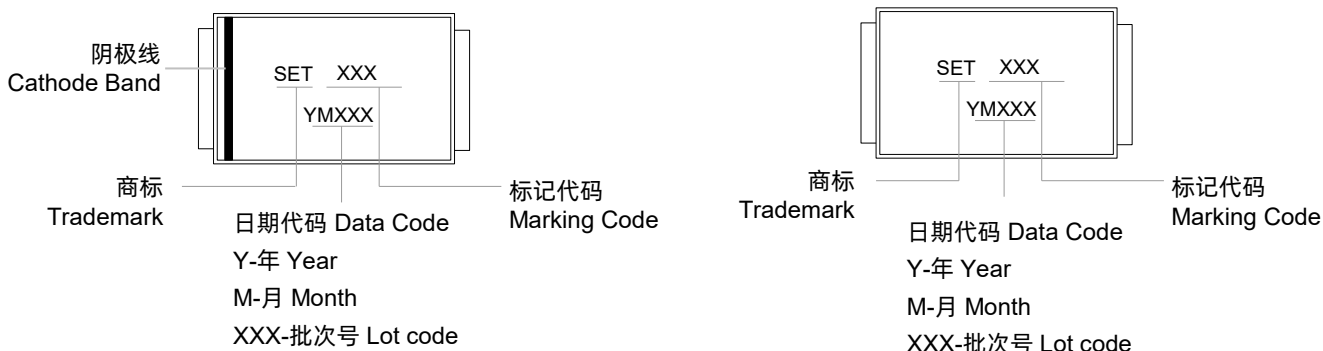 阴极线
Cathode Band
SET XXX
YMXXX
商标
Trademark
标记代码
Marking Code
日期代码 Data Code
Y-年 Year
M-月 Month
XXX-批次号 Lot code
SET XXX
YMXXX
商标
Trademark
标记代码
Marking Code
日期代码 Data Code
Y-年 Year
M-月 Month
XXX-批次号 Lot code